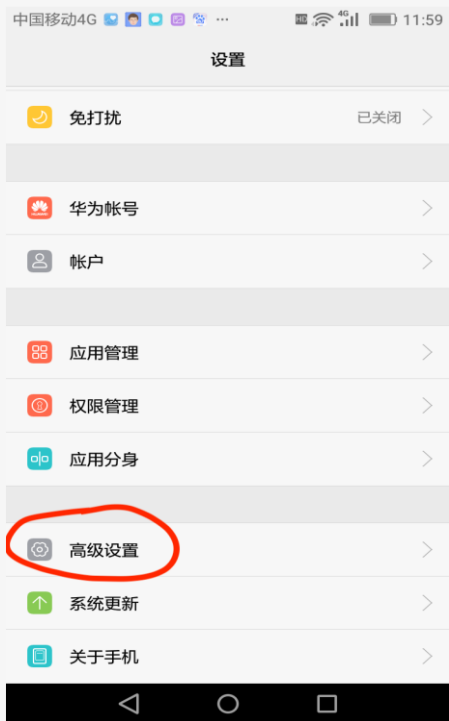 中国移动4G ... HD 4G 11:59
设置
免打扰 已关闭
华为帐号
帐户
应用管理
权限管理
应用分身
高级设置
系统更新
关于手机